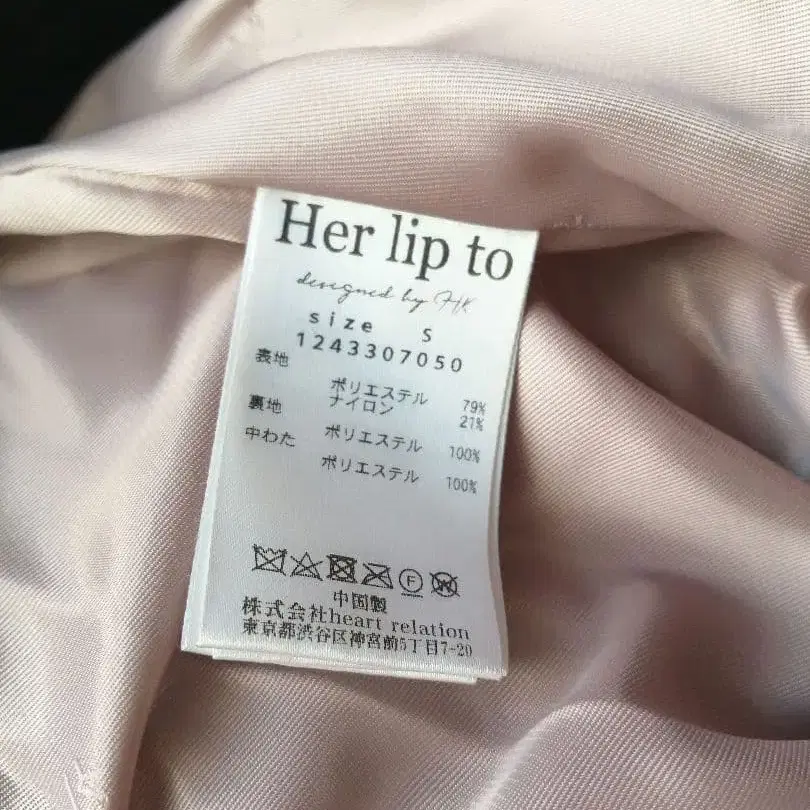 Her lip to
designed by HK
size S
1243307050
表地 ポリエステル 79%
ナイロン 21%
裏地 ポリエステル 100%
中わた ポリエステル 100%
F W
中国製
株式会社heart relation
東京都渋谷区神宮前5丁目7-20